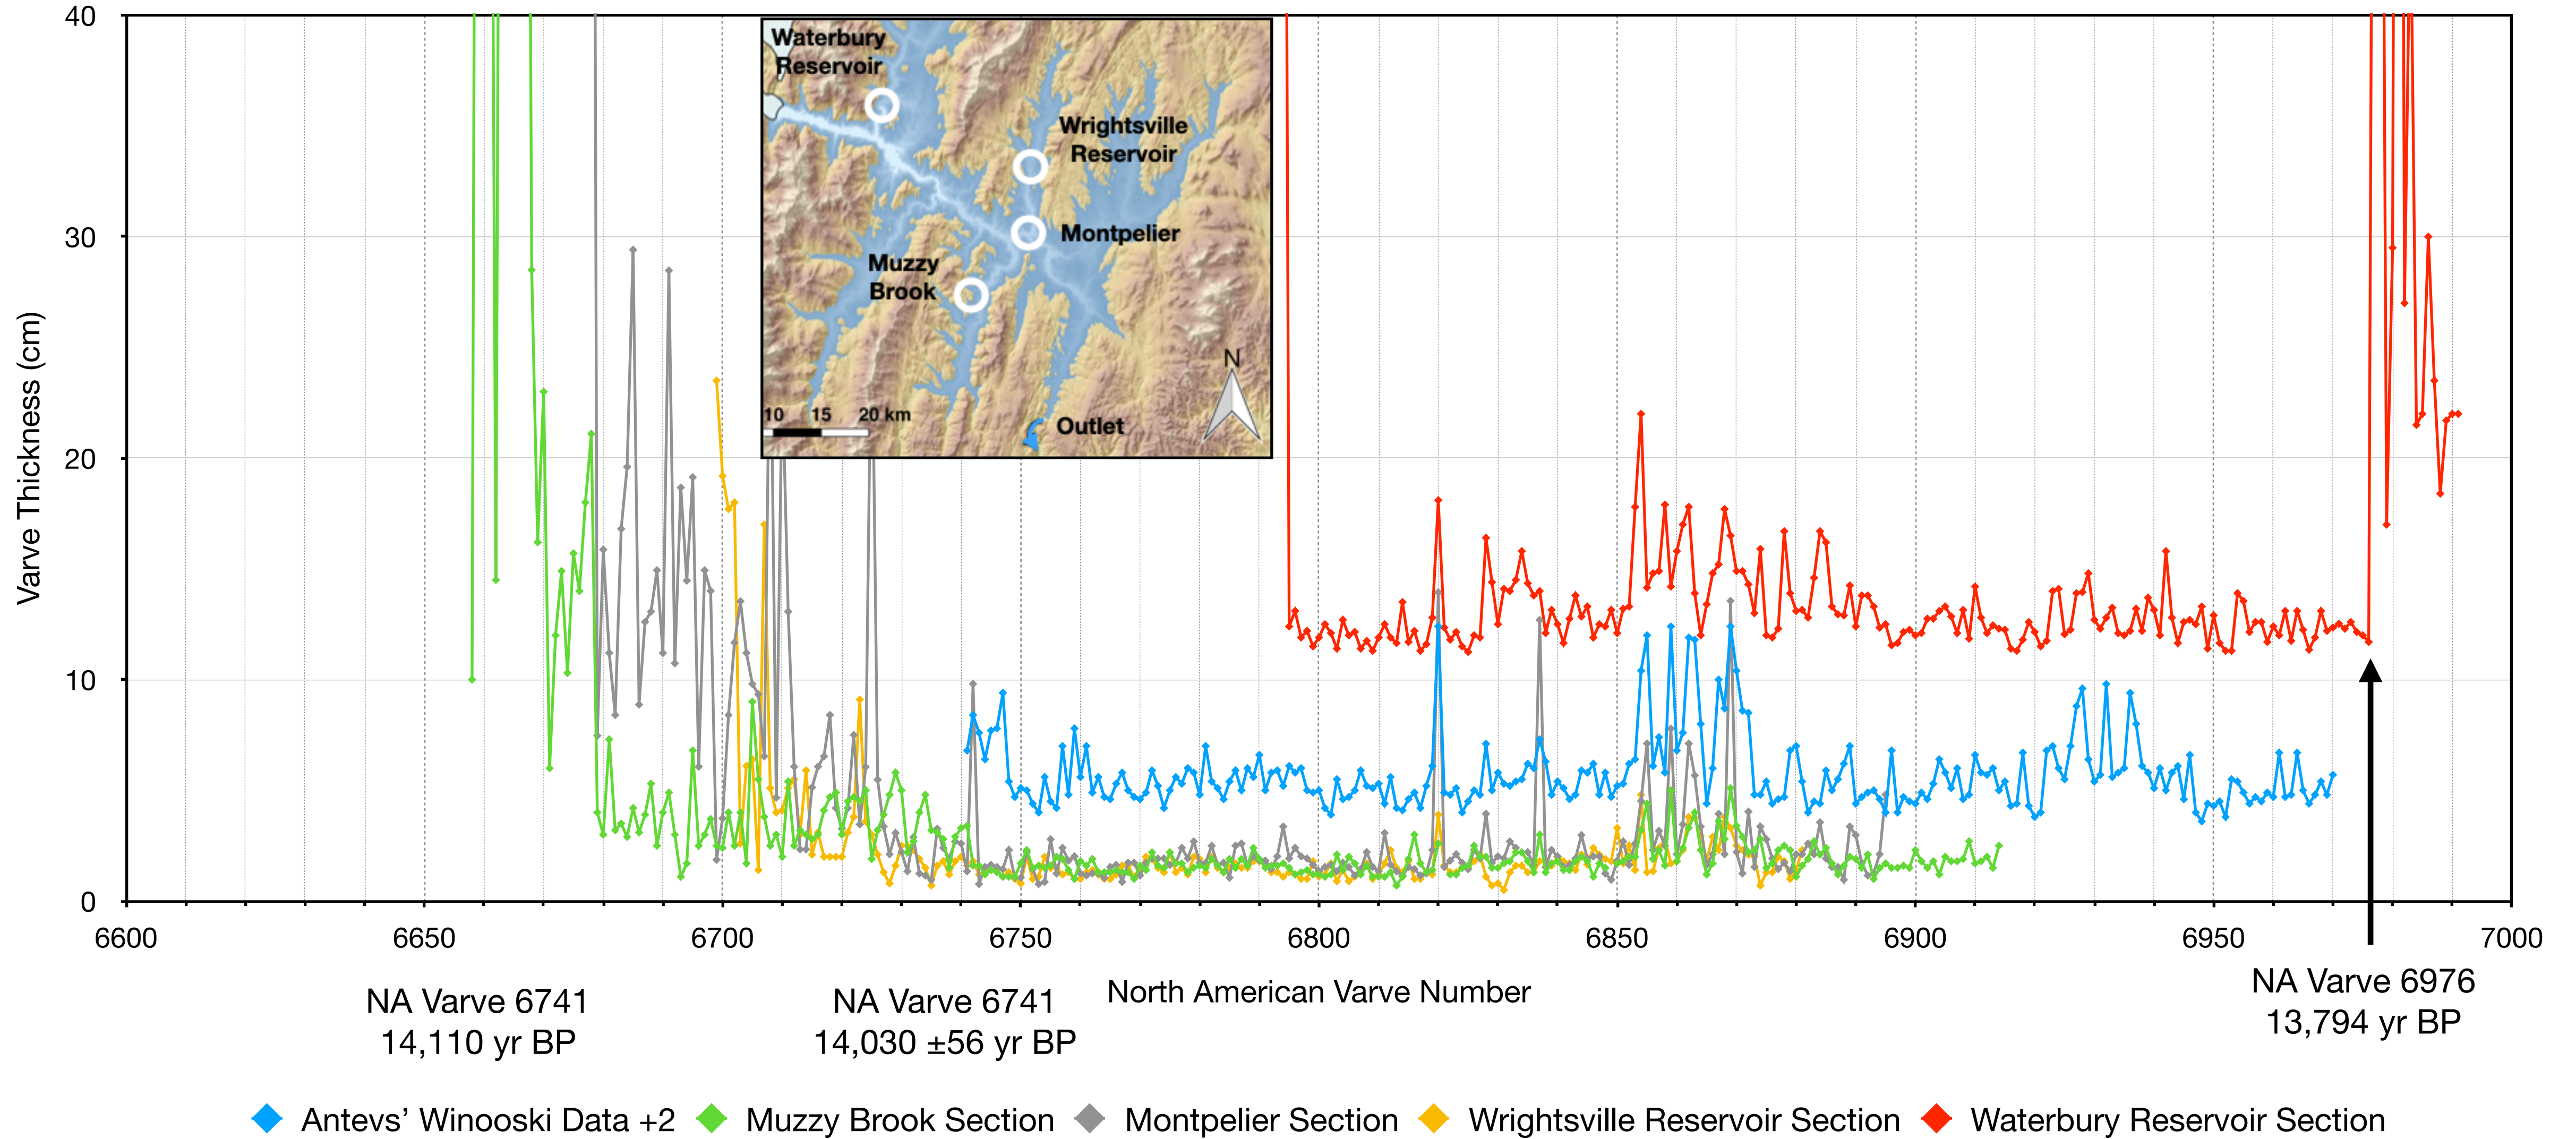 40
30
20
10
0
Varve Thickness (cm)
Waterbury
Reservoir
Wrightsville
Reservoir
Montpelier
Muzzy
Brook
N
10 15 20 km
Outlet
6600 6650 6700 6750 6800 6850 6900 6950 7000
NA Varve 6741
14,110 yr BP
NA Varve 6741
14,030 ±56 yr BP
North American Varve Number
NA Varve 6976
13,794 yr BP
Antevs’ Winooski Data +2 Muzzy Brook Section Montpelier Section Wrightsville Reservoir Section Waterbury Reservoir Section